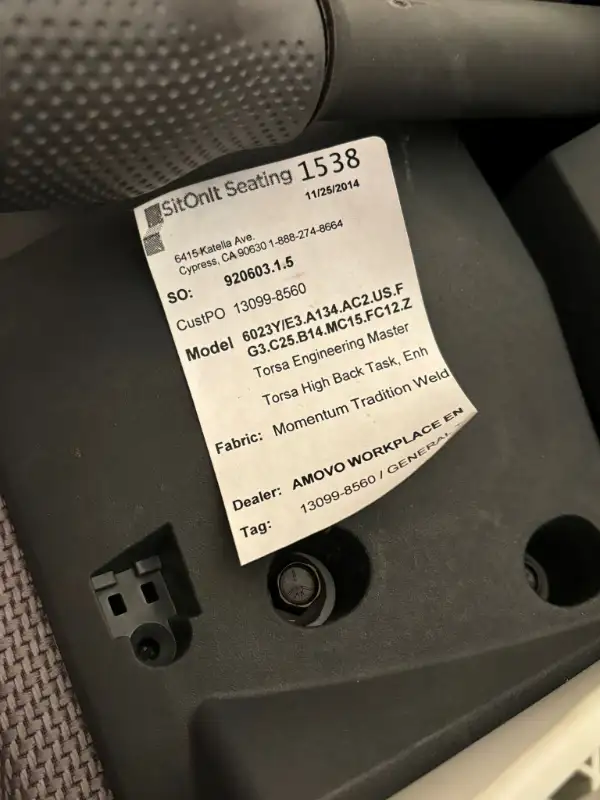 SitOnIt Seating 1538
11/25/2014
6415 Katella Ave.
Cypress, CA 90630 1-888-274-8664
SO: 920603.1.5
CustPO 13099-8560
Model 6023Y/E3.A134.AC2.US.F
G3.C25.B14.MC15.FC12.Z
Torsa Engineering Master
Torsa High Back Task, Enh
Fabric: Momentum Tradition Weld
Dealer: AMOVO WORKPLACE EN
Tag: 13099-8560 / GENERAL